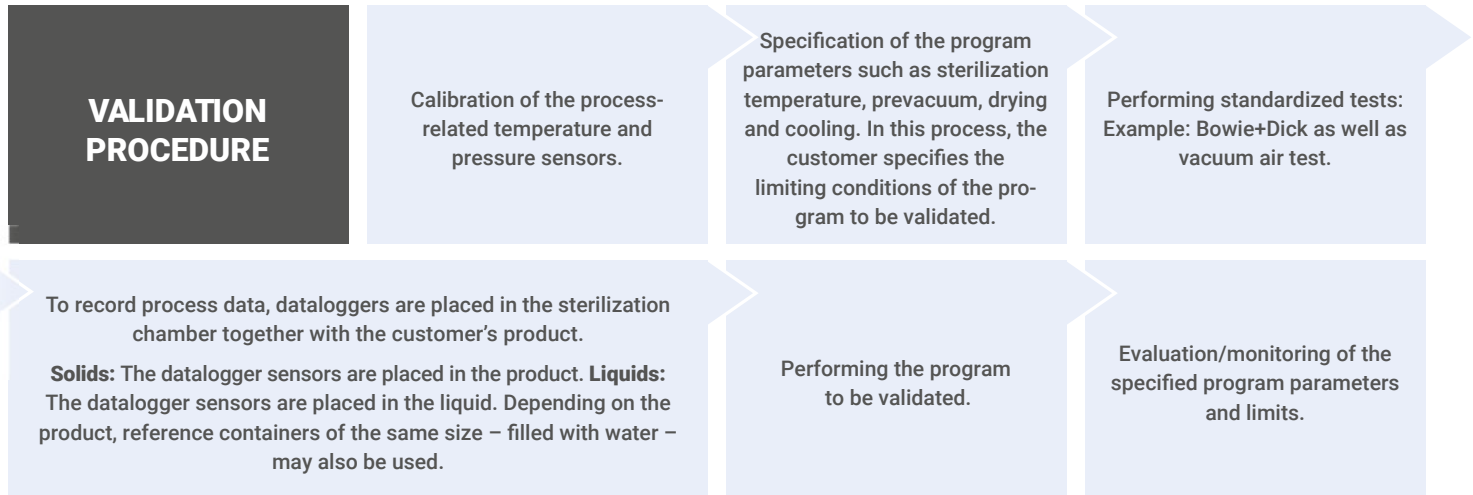 VALIDATION
PROCEDURE
Calibration of the process-
related temperature and
pressure sensors.
Specification of the program
parameters such as sterilization
temperature, prevacuum, drying
and cooling. In this process, the
customer specifies the
limiting conditions of the pro-
gram to be validated.
Performing standardized tests:
Example: Bowie+Dick as well as
vacuum air test.
To record process data, dataloggers are placed in the sterilization
chamber together with the customer’s product.
Solids: The datalogger sensors are placed in the product. Liquids:
The datalogger sensors are placed in the liquid. Depending on the
product, reference containers of the same size – filled with water –
may also be used.
Performing the program
to be validated.
Evaluation/monitoring of the
specified program parameters
and limits.